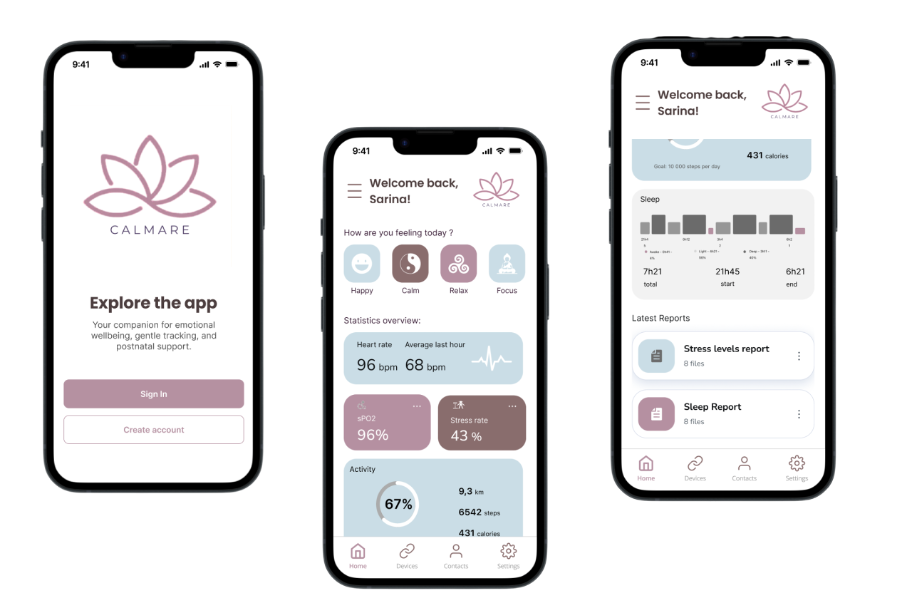 9:41
CALMARE
Explore the app
Your companion for emotional
wellbeing, gentle tracking, and
postnatal support.
Sign In
Create account
9:41
Welcome back,
Sarina!
CALMARE
How are you feeling today ?
Happy
Calm
Relax
Focus
Statistics overview:
Heart rate
Average last hour
96 bpm
68 bpm
sPO2
96%
Stress rate
43 %
Activity
67%
9,3 km
6542 steps
431 calories
Home
Devices
Contacts
Settings
9:41
Welcome back,
Sarina!
CALMARE
Goal: 10 000 steps per day
431 calories
Sleep
7h21
total
21h45
start
6h21
end
Latest Reports
Stress levels report
8 files
Sleep Report
8 files
Home
Devices
Contacts
Settings